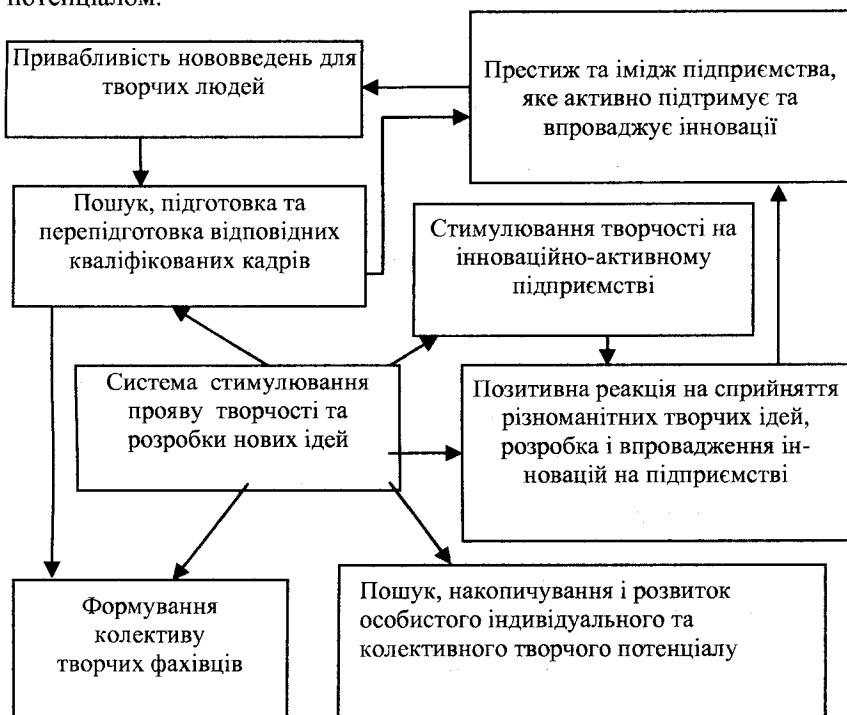 потенціалом.
Привабливість нововведень для
творчих людей
Престиж та імідж підприємства,
яке активно підтримує та
впроваджує інновації
Пошук, підготовка та
перепідготовка відповідних
кваліфікованих кадрів
Стимулювання творчості на
інноваційно-активному
підприємстві
Система стимулювання
прояву творчості та
розробки нових ідей
Позитивна реакція на сприйняття
різноманітних творчих ідей,
розробка і впровадження ін-
новацій на підприємстві
Формування
колективу
творчих фахівців
Пошук, накопичування і розвиток
особистого індивідуального та
колективного творчого потенціалу